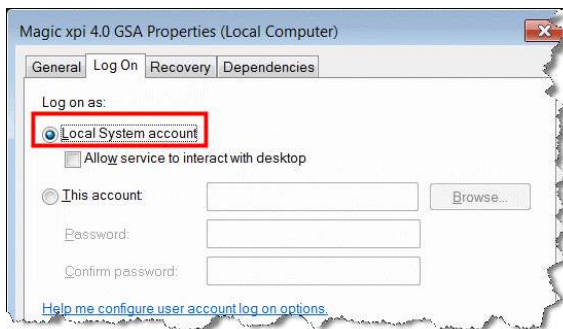 Magic xpi 4.0 GSA Properties (Local Computer)
General Log On Recovery Dependencies
Log on as:
Local System account
Allow service to interact with desktop
This account:
Browse...
Password:
Confirm password:
Help me configure user account log on options.